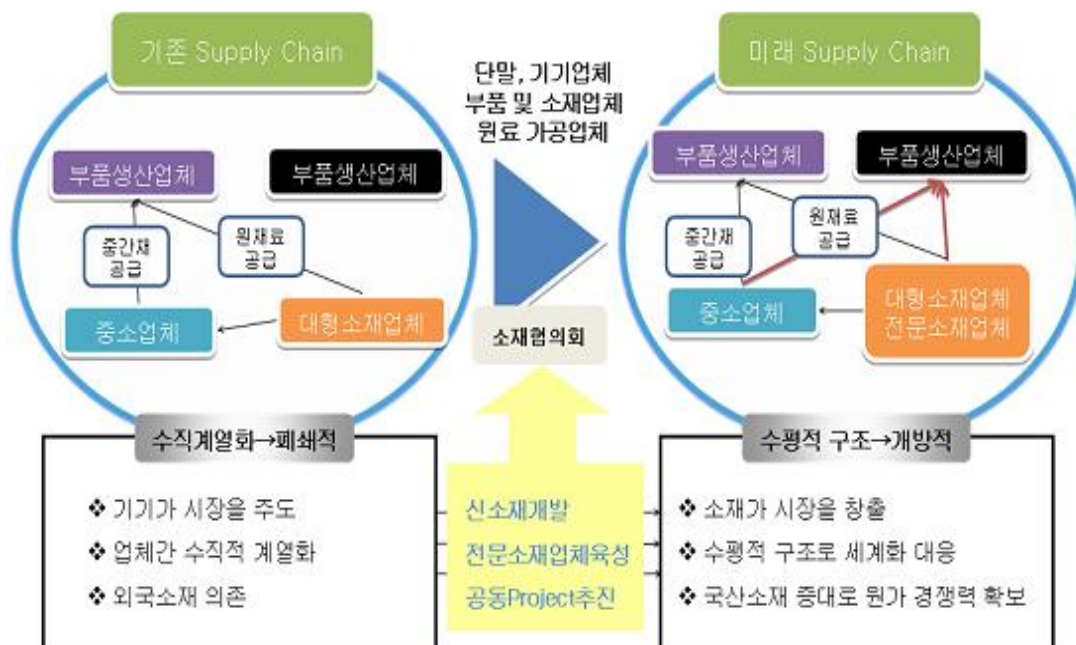 기존 Supply Chain
부품생산업체
부품생산업체
중간재
공급
원재료
공급
중소업체
대형소재업체
수직계열화→폐쇄적
❖ 기기가 시장을 주도
❖ 업체간 수직적 계열화
❖ 외국소재 의존
단말, 기기업체
부품 및 소재업체
원료 가공업체
소재협의회
신소재개발
전문소재업체육성
공동Project추진
미래 Supply Chain
부품생산업체
부품생산업체
중간재
공급
원재료
공급
중소업체
대형소재업체
전문소재업체
수평적 구조→개방적
❖ 소재가 시장을 창출
❖ 수평적 구조로 세계화 대응
❖ 국산소재 증대로 원가 경쟁력 확보